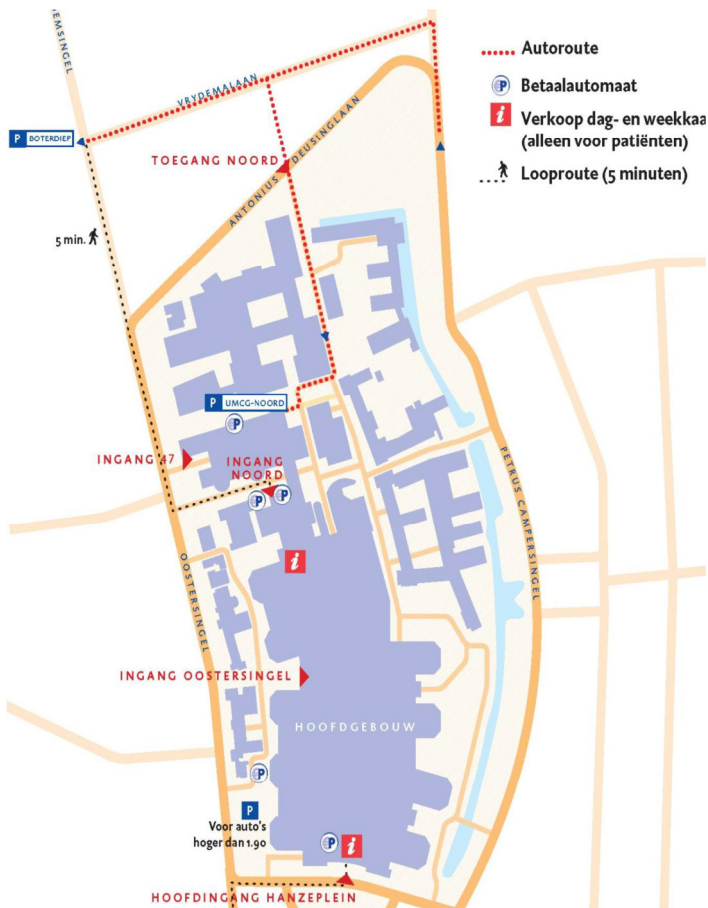 EMSINGEL
Autoroute
VRYDEMALAAN
Betaalautomaat
Verkoop dag- en weekkaa
(alleen voor patiënten)
P BOTERDIEP
TOEGANG NOORD
ANTONIUS DEUSINGLAAN
Looproute (5 minuten)
5 min.
P UMCG-NOORD
P
INGANG 47
INGANG
NOORD
P
P
PETRUS CAMPERSINGEL
i
OOSTERSINGEL
INGANG OOSTERSINGEL
HOOFDGEBOUW
P
P
Voor auto's
hoger dan 1.90
P
i
HOOFDINGANG HANZEPLEIN